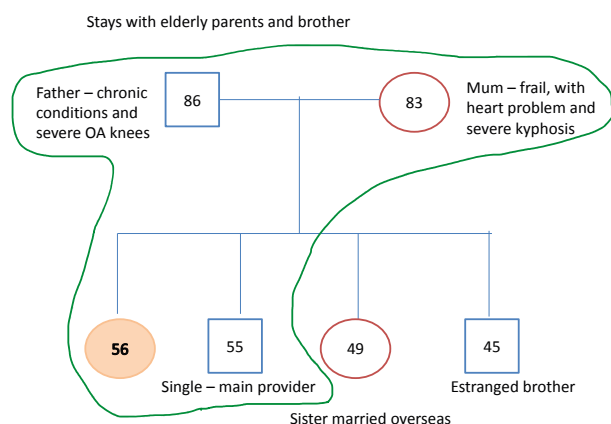 Stays with elderly parents and brother
Father – chronic
conditions and
severe OA knees
86
83
Mum – frail, with
heart problem and
severe kyphosis
56
55
49
45
Single – main provider
Estranged brother
Sister married overseas